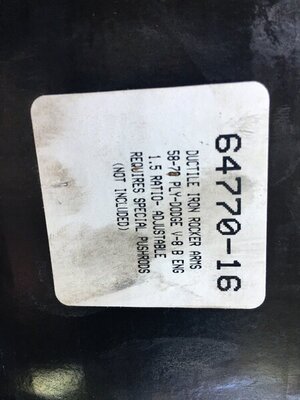 64770-16
DUCTILE IRON ROCKER ARMS
58-78 PLY-DODGE V-8 B ENG
1.5 RATIO- ADJUSTABLE
REQUIRES SPECIAL PUSHRODS
(NOT INCLUDED)